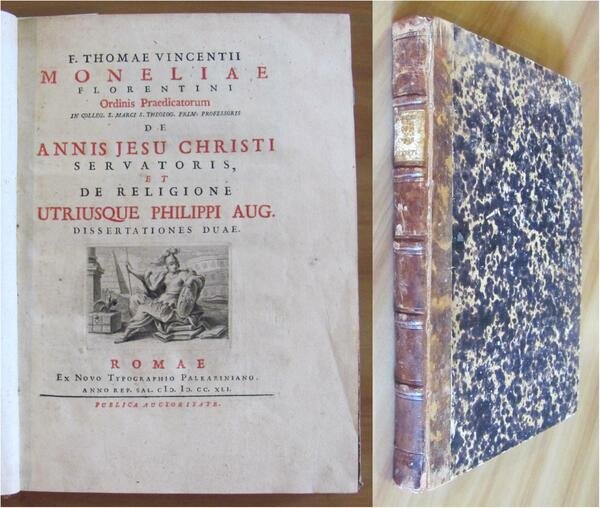 F. THOMAE VINCENTII
MONELIAE
FLORENTINI
Ordinis Praedicatorum
IN COLLEG. S. MARCI S. THEOLOG. PRIM: PROFESSORIS
DE
ANNIS JESU CHRISTI
SERVATORIS,
ET
DE RELIGIONE
UTRIUSQUE PHILIPPI AUG.
DISSERTATIONES DUAE.
ROMAE
EX NOVO TYPOGRAPHIO PALEARINIANO.
ANNO REP. SAL. CIƆ. IƆ. CC. XLI.
PUBLICA AUCTORITATE.